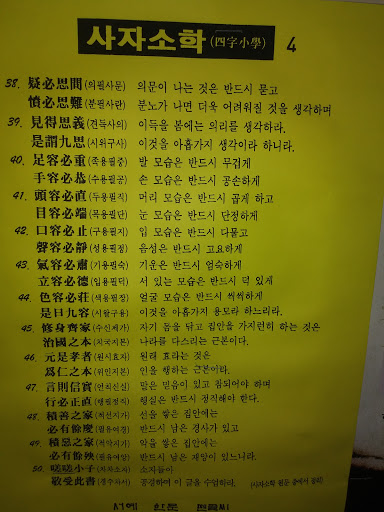 사자소학 (四字小學) 4
38. 疑必思問 (의필사문) 의문이 나는 것은 반드시 묻고
憤必思難 (분필사란) 분노가 나면 더욱 어려워질 것을 생각하며
39. 見得思義 (견득사의) 이득을 봄에는 의리를 생각하라.
是謂九思 (시위구사) 이것을 아홉가지 생각이라 하니라.
40. 足容必重 (족용필중) 발 모습은 반드시 무겁게
手容必恭 (수용필공) 손 모습은 반드시 공손하게
41. 頭容必直 (두용필직) 머리 모습은 반드시 곧게 하고
目容必端 (목용필단) 눈 모습은 반드시 단정하게
42. 口容必止 (구용필지) 입 모습은 반드시 다물고
聲容必靜 (성용필정) 음성은 반드시 고요하게
43. 氣容必肅 (기용필숙) 기운은 반드시 엄숙하게
立容必德 (입용필덕) 서 있는 모습은 반드시 덕 있게
44. 色容必莊 (색용필장) 얼굴 모습은 반드시 씩씩하게
是曰九容 (시왈구용) 이것을 아홉가지 용모라 하느리라.
45. 修身齊家 (수신제가) 자기 몸을 닦고 집안을 가지런히 하는 것은
治國之本 (치국지본) 나라를 다스리는 근본이다.
46. 元是孝者 (원시효자) 원래 효라는 것은
爲仁之本 (위인지본) 인을 행하는 근본이라.
47. 言則信實 (언칙신실) 말은 믿음이 있고 참되어야 하며
行必正直 (행필정직) 행실은 반드시 정직해야 한다.
48. 積善之家 (적선지가) 선을 쌓은 집안에는
必有餘慶 (필유여경) 반드시 남은 경사가 있고
49. 積惡之家 (적악지가) 악을 쌓은 집안에는
必有餘殃 (필유여앙) 반드시 남은 재앙이 있느니라.
50. 嗟嗟小子 (차차소자) 소자들아
敬受此書 (경수차서) 공경하며 이 글을 수업하라. (사자소학 원문 중에서 발췌)
서예